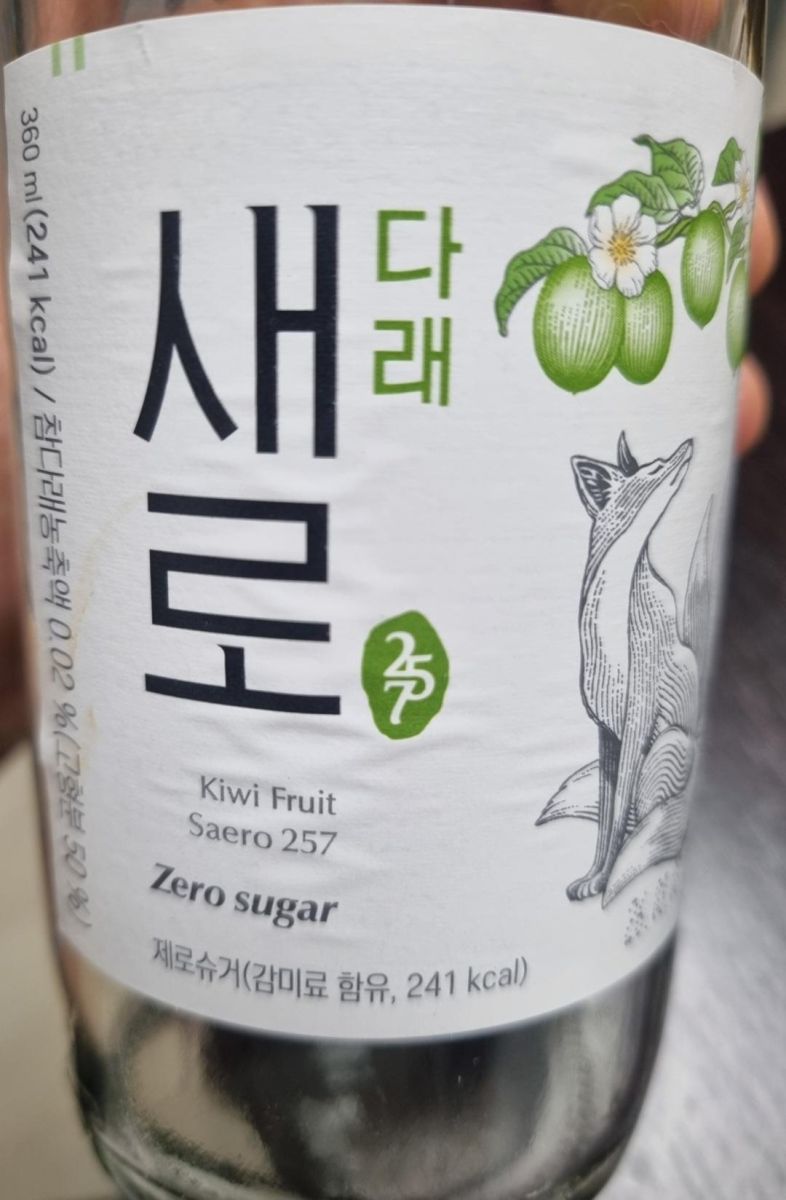 360 ml (241 kcal) / 참다래농축액 0.02 % (고형분 50 %)
새로
다래
257
Kiwi Fruit
Saero 257
Zero sugar
제로슈거(감미료 함유, 241 kcal)